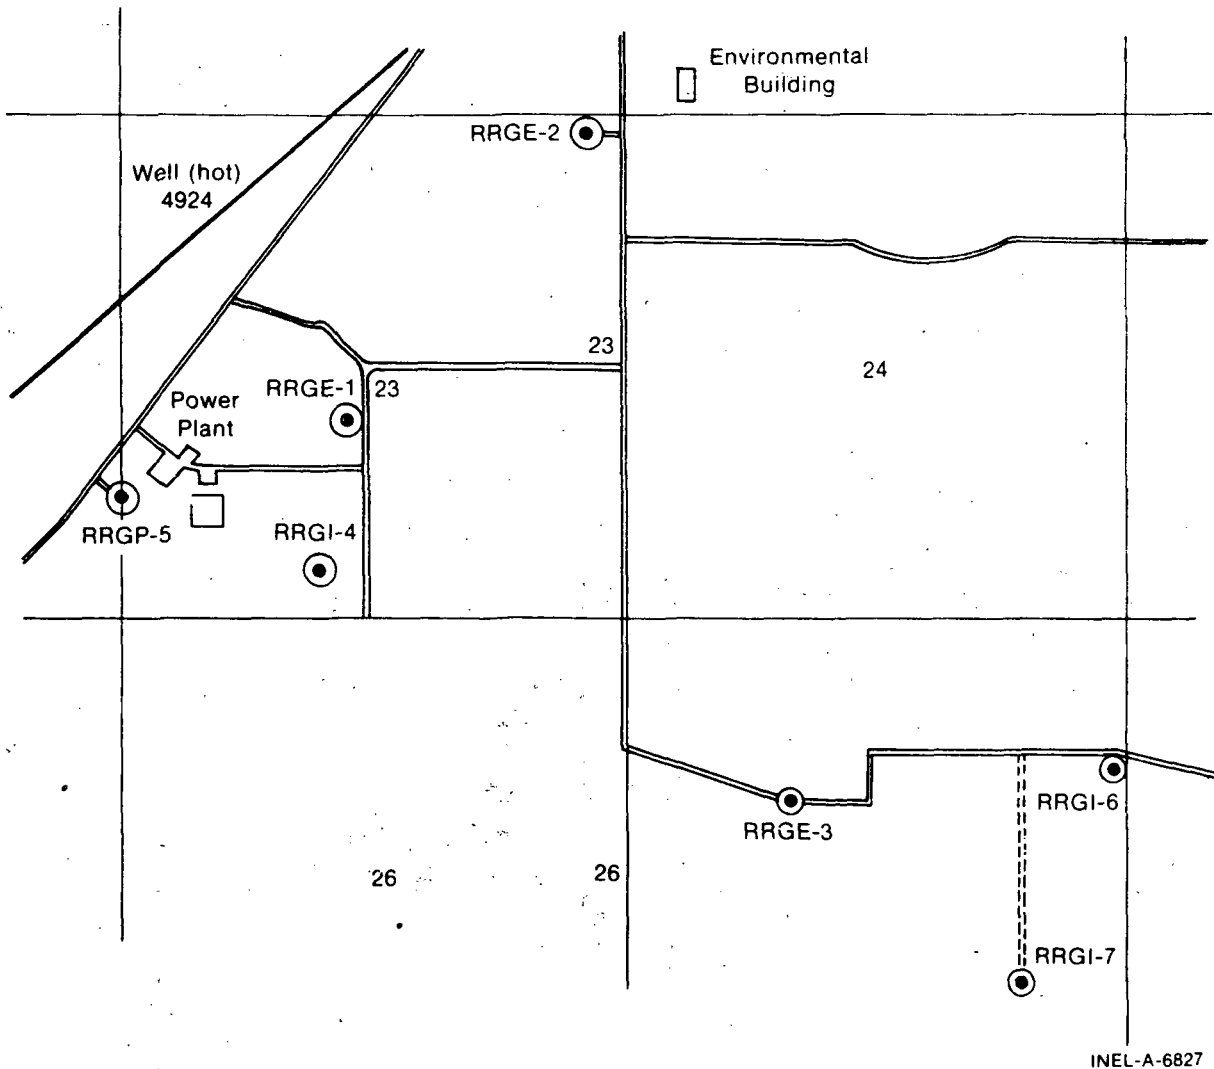 Environmental
Building
RRGE-2
Well (hot)
4924
23
24
RRGE-1
23
Power
Plant
RRGP-5
RRGI-4
RRGI-6
RRGE-3
26
26
RRGI-7
INEL-A-6827